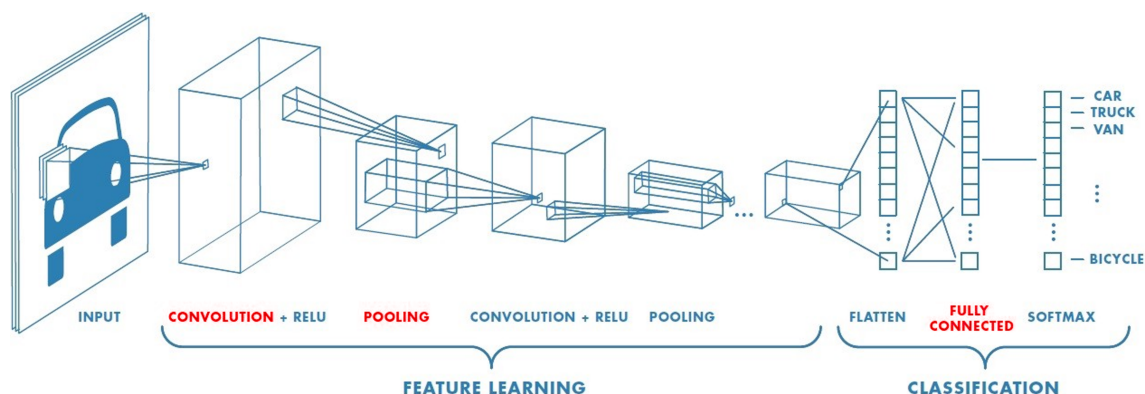 CAR
TRUCK
VAN
BICYCLE
INPUT
CONVOLUTION + RELU
POOLING
CONVOLUTION + RELU
POOLING
FLATTEN
FULLY
CONNECTED
SOFTMAX
FEATURE LEARNING
CLASSIFICATION